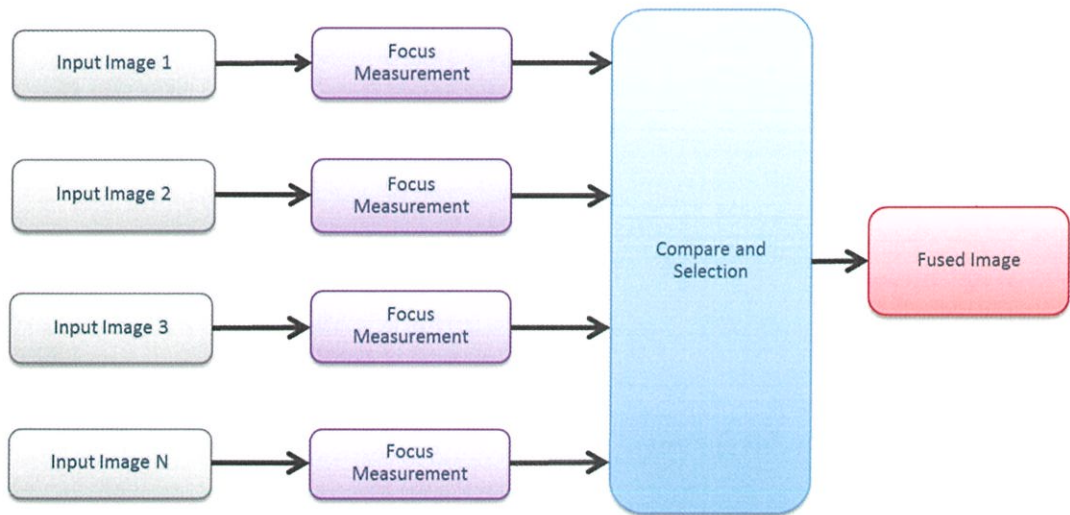 Input Image 1
Focus
Measurement
Input Image 2
Focus
Measurement
Compare and
Selection
Fused Image
Input Image 3
Focus
Measurement
Input Image N
Focus
Measurement